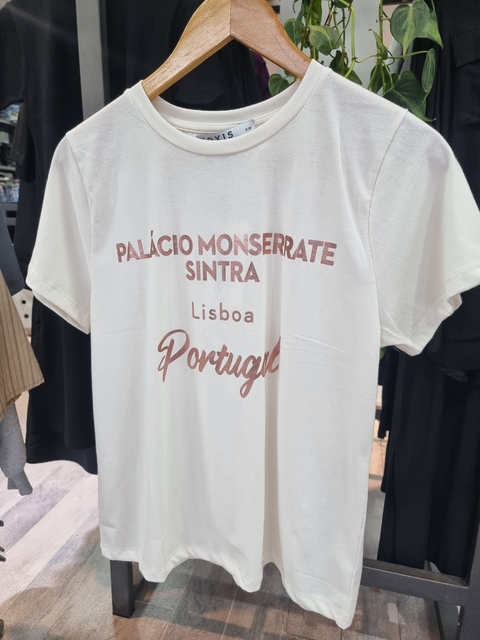 PALÁCIO MONSERRATE
SINTRA
Lisboa
Portugal